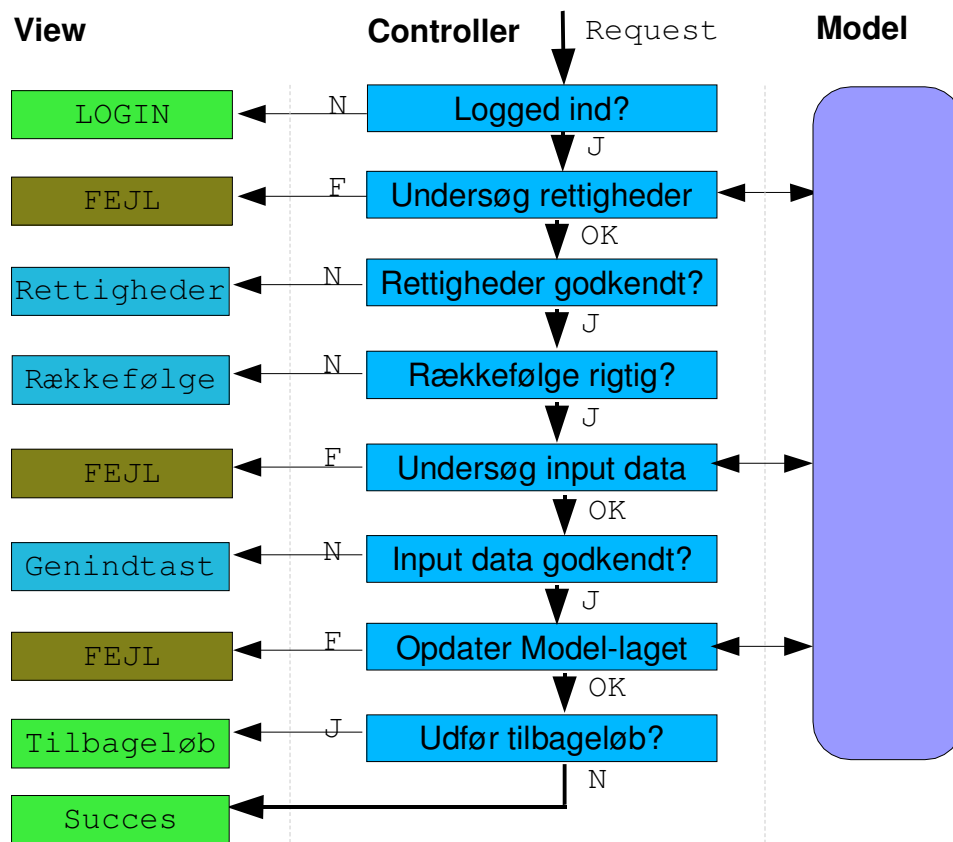 View
Controller
Request
Model
LOGIN
N
Logged ind?
J
FEJL
F
Undersøg rettigheder
OK
Rettigheder
N
Rettigheder godkendt?
J
Rækkefølge
N
Rækkefølge rigtig?
J
FEJL
F
Undersøg input data
OK
Genindtast
N
Input data godkendt?
J
FEJL
F
Opdater Model-laget
OK
Tilbageløb
J
Udfør tilbageløb?
N
Succes